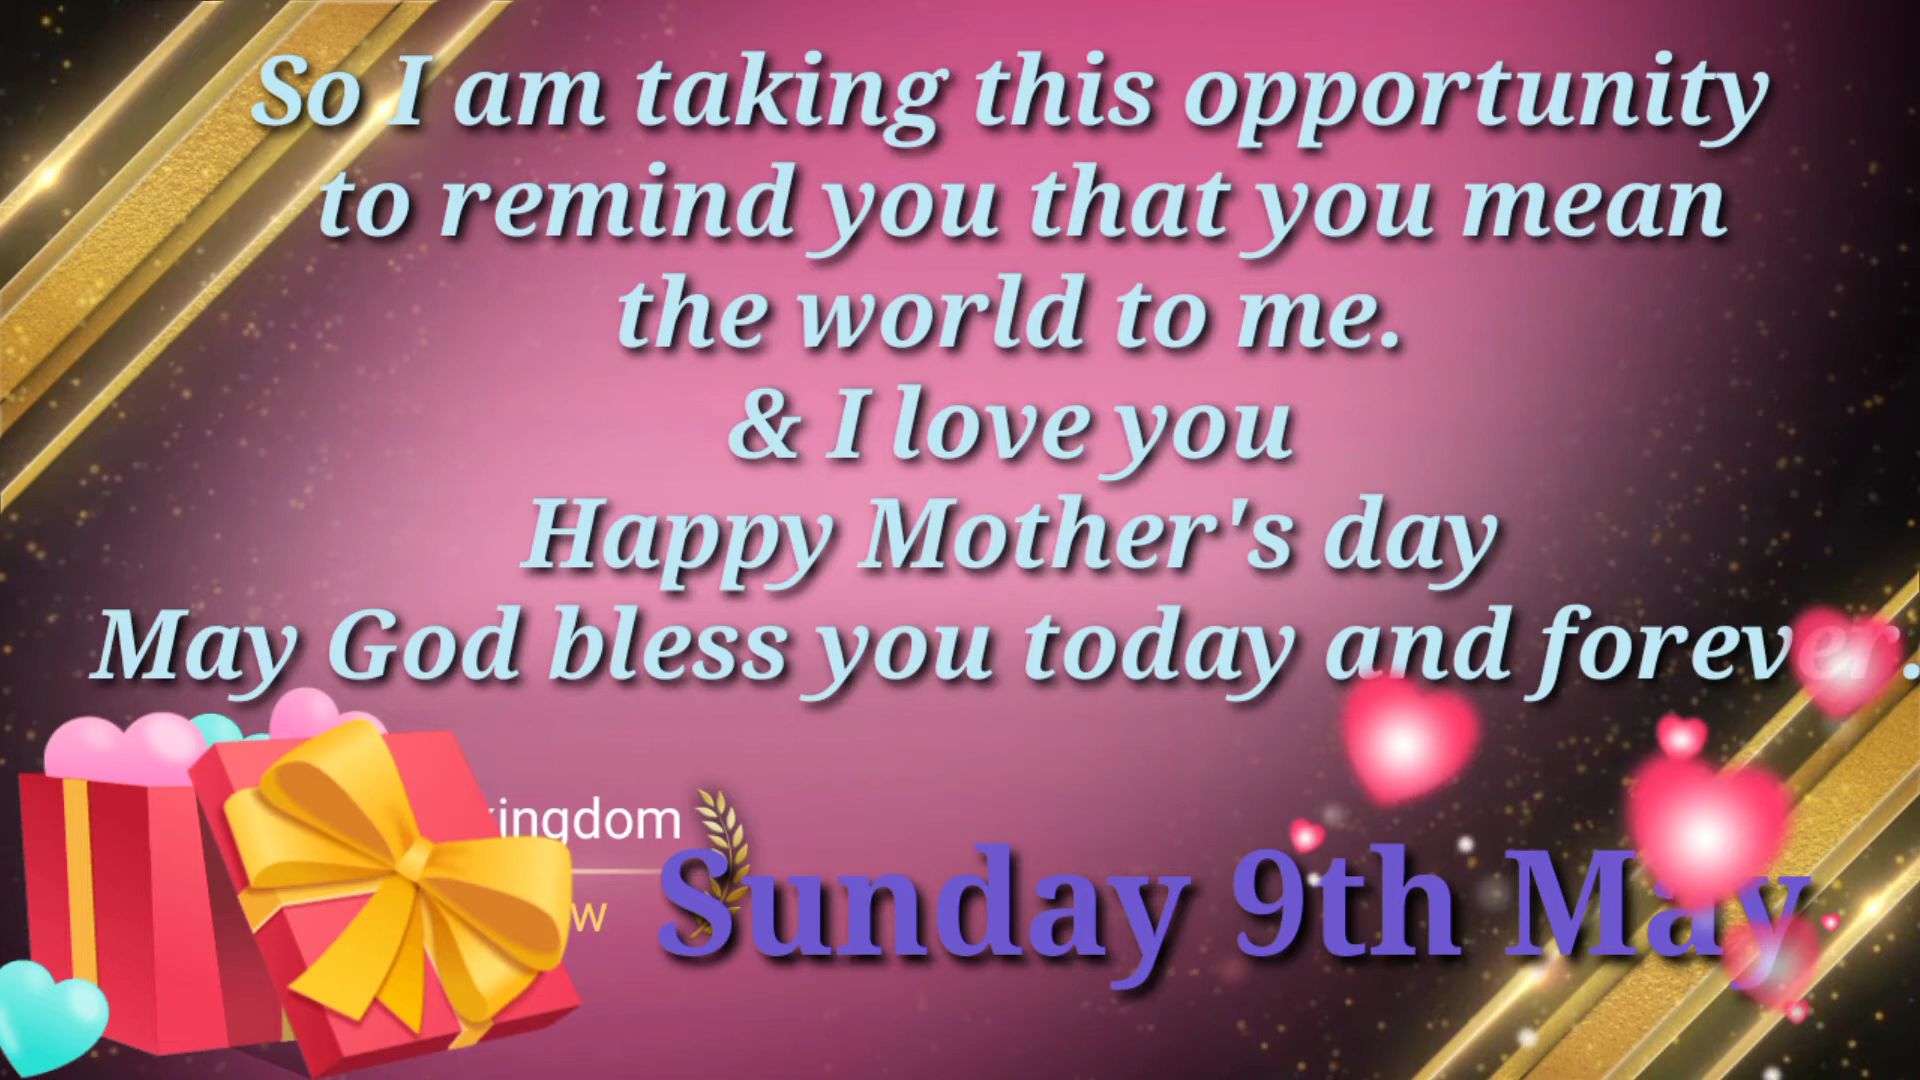 So I am taking this opportunity
to remind you that you mean
the world to me.
& I love you
Happy Mother's day
May God bless you today and forever.
kingdom
Sunday 9th May
w